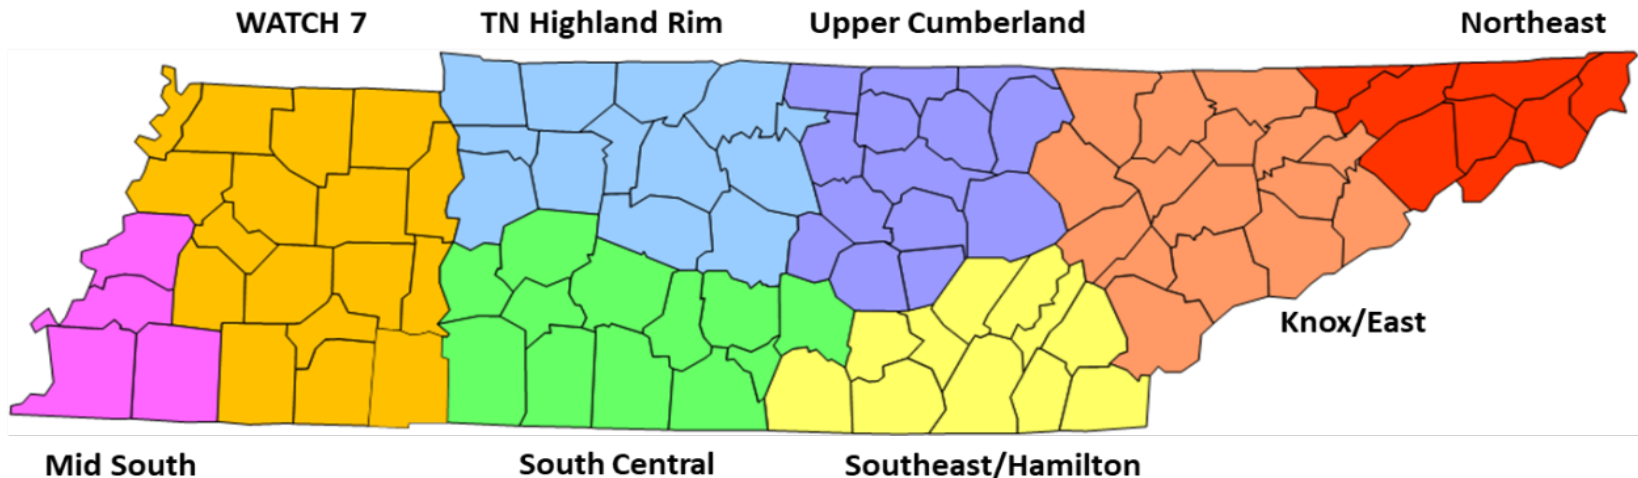 WATCH 7
TN Highland Rim
Upper Cumberland
Northeast
Knox/East
Mid South
South Central
Southeast/Hamilton